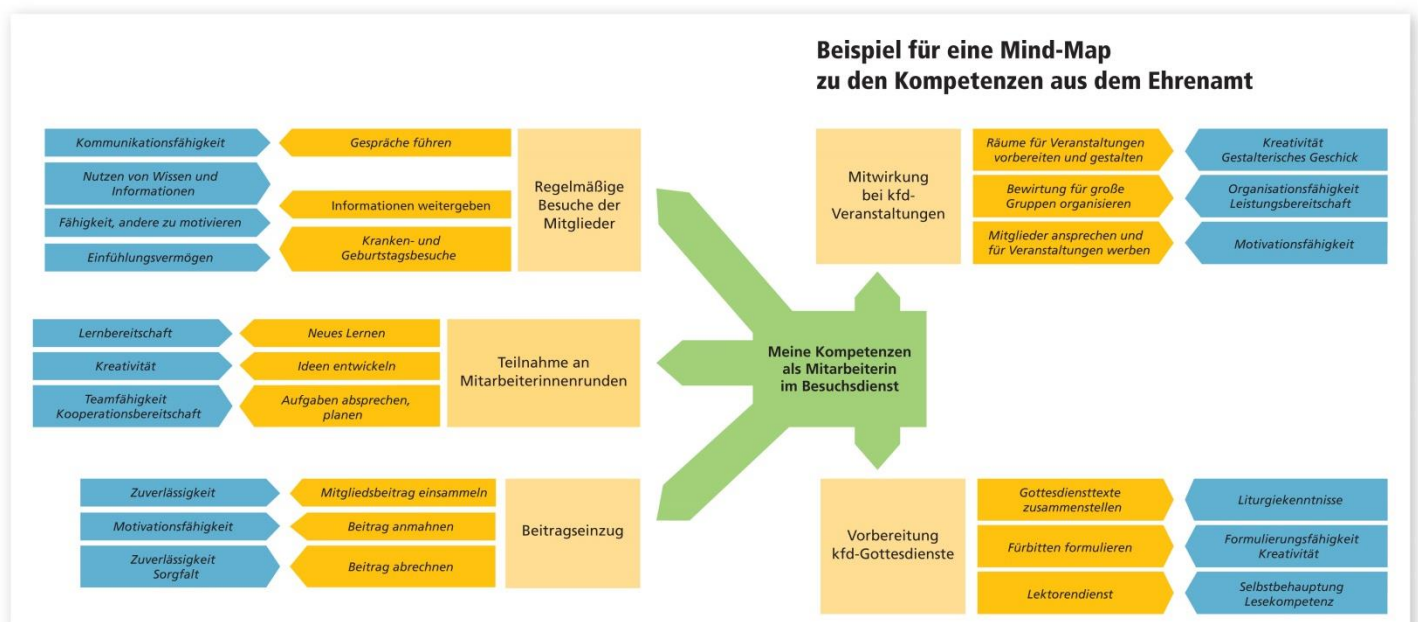 Beispiel für eine Mind-Map
zu den Kompetenzen aus dem Ehrenamt
Kommunikationsfähigkeit
Gespräche führen
Nutzen von Wissen und
Informationen
Informationen weitergeben
Fähigkeit, andere zu motivieren
Kranken- und
Geburtstagsbesuche
Einfühlungsvermögen
Regelmäßige
Besuche der
Mitglieder
Lernbereitschaft
Neues Lernen
Kreativität
Ideen entwickeln
Teamfähigkeit
Kooperationsbereitschaft
Aufgaben absprechen,
planen
Teilnahme an
Mitarbeiterinnenrunden
Zuverlässigkeit
Mitgliedsbeitrag einsammeln
Motivationsfähigkeit
Beitrag anmahnen
Zuverlässigkeit
Sorgfalt
Beitrag abrechnen
Beitragseinzug
Meine Kompetenzen
als Mitarbeiterin
im Besuchsdienst
Mitwirkung
bei kfd-
Veranstaltungen
Räume für Veranstaltungen
vorbereiten und gestalten
Kreativität
Gestalterisches Geschick
Bewirtung für große
Gruppen organisieren
Organisationsfähigkeit
Leistungsbereitschaft
Mitglieder ansprechen und
für Veranstaltungen werben
Motivationsfähigkeit
Vorbereitung
kfd-Gottesdienste
Gottesdiensttexte
zusammenstellen
Liturgiekenntnisse
Fürbitten formulieren
Formulierungsfähigkeit
Kreativität
Lektorendienst
Selbstbehauptung
Lesekompetenz